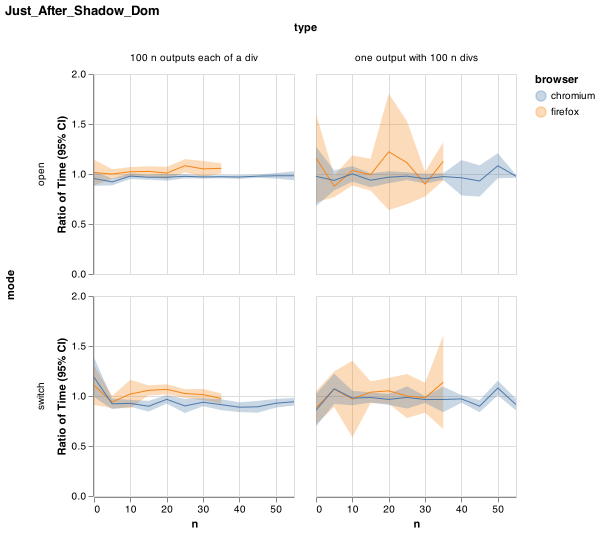 Just_After_Shadow_Dom
type
100 n outputs each of a div
one output with 100 n divs
browser
chromium
firefox
mode
open
Ratio of Time (95% CI)
2.0
1.5
1.0
0.5
0.0
switch
Ratio of Time (95% CI)
2.0
1.5
1.0
0.5
0.0
0 10 20 30 40 50
0 10 20 30 40 50
n
n